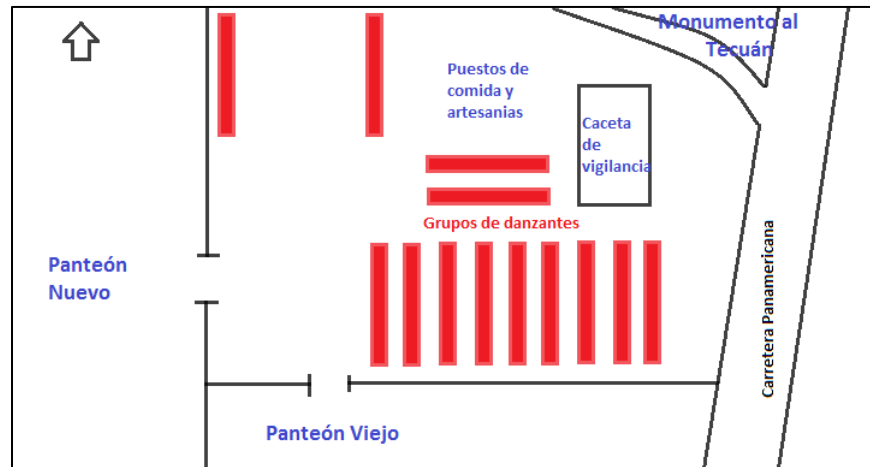 Monumento al
Tecuán
Puestos de
comida y
artesanias
Caceta
de
vigilancia
Grupos de danzantes
Panteón
Nuevo
Carretera Panamericana
Panteón Viejo